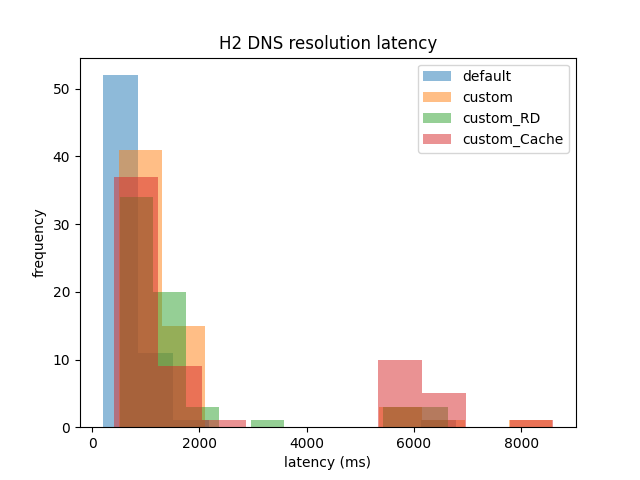 H2 DNS resolution latency
default
custom
custom_RD
custom_Cache
frequency
50
40
30
20
10
0
0 2000 4000 6000 8000
latency (ms)